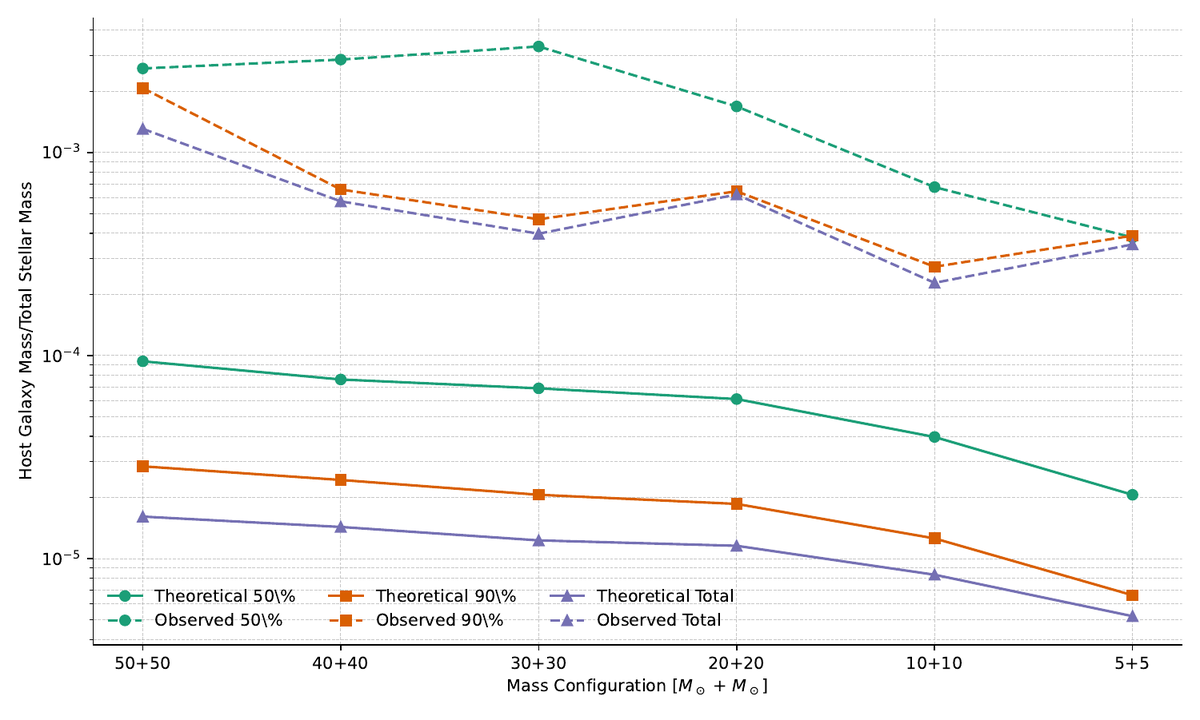 Host Galaxy Mass/Total Stellar Mass
10⁻³
10⁻⁴
10⁻⁵
Theoretical 50\%
Observed 50\%
Theoretical 90\%
Observed 90\%
Theoretical Total
Observed Total
50+50
40+40
30+30
20+20
10+10
5+5
Mass Configuration [M⊙ + M⊙]